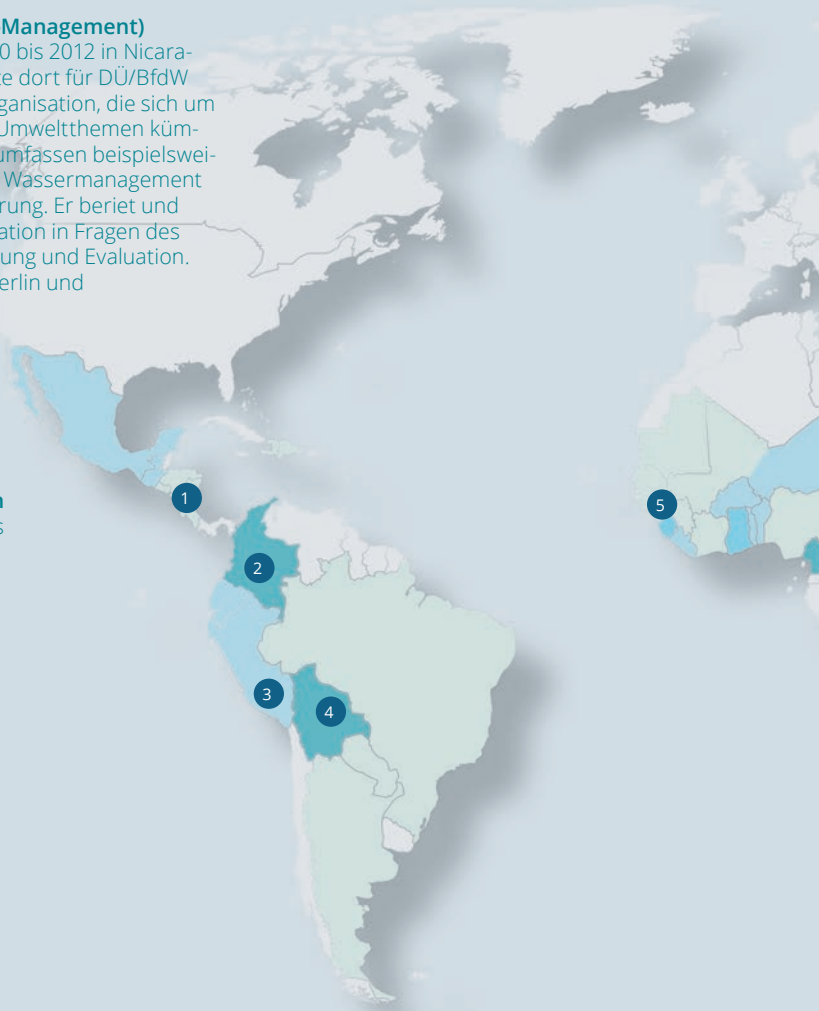 Management)
0 bis 2012 in Nicara-
te dort für DÜ/BfdW
ganisation, die sich um
Umweltthemen küm-
umfassen beispielswei-
Wassermanagement
rung. Er beriet und
ation in Fragen des
ung und Evaluation.
erlin und
n
s
1
2
3
4
5